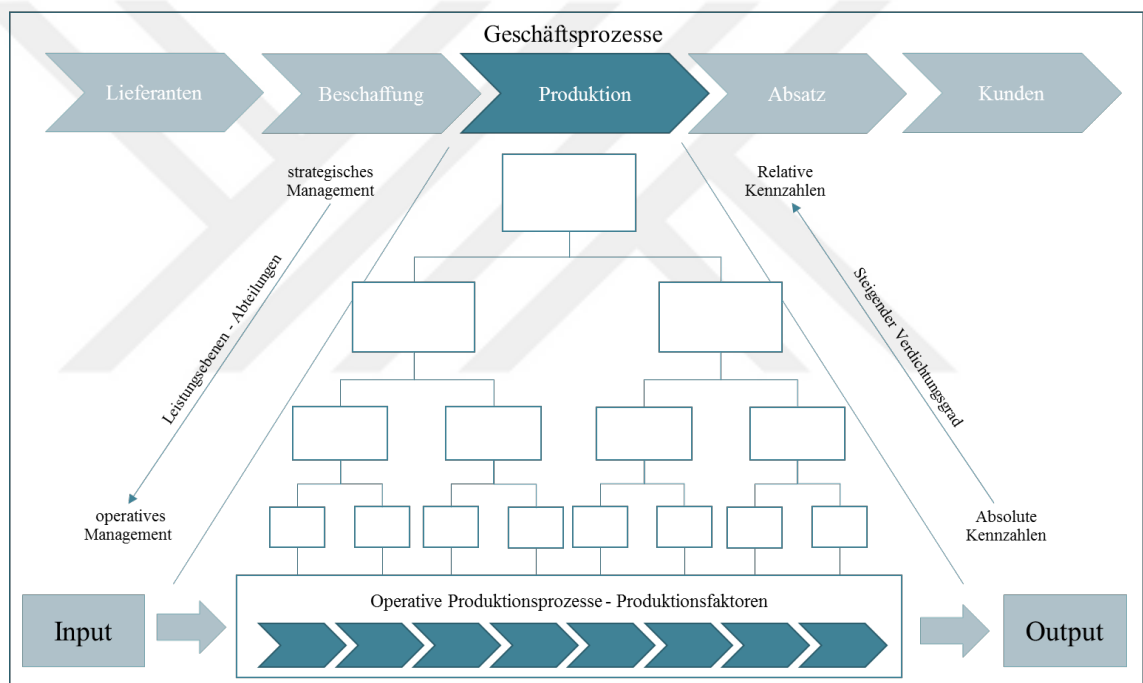 Geschäftsprozesse
Lieferanten
Beschaffung
Produktion
Absatz
Kunden
strategisches
Management
Relative
Kennzahlen
Leistungsebenen - Abteilungen
Steigender Verdichtungsgrad
operatives
Management
Absolute
Kennzahlen
Input
Operative Produktionsprozesse - Produktionsfaktoren
Output